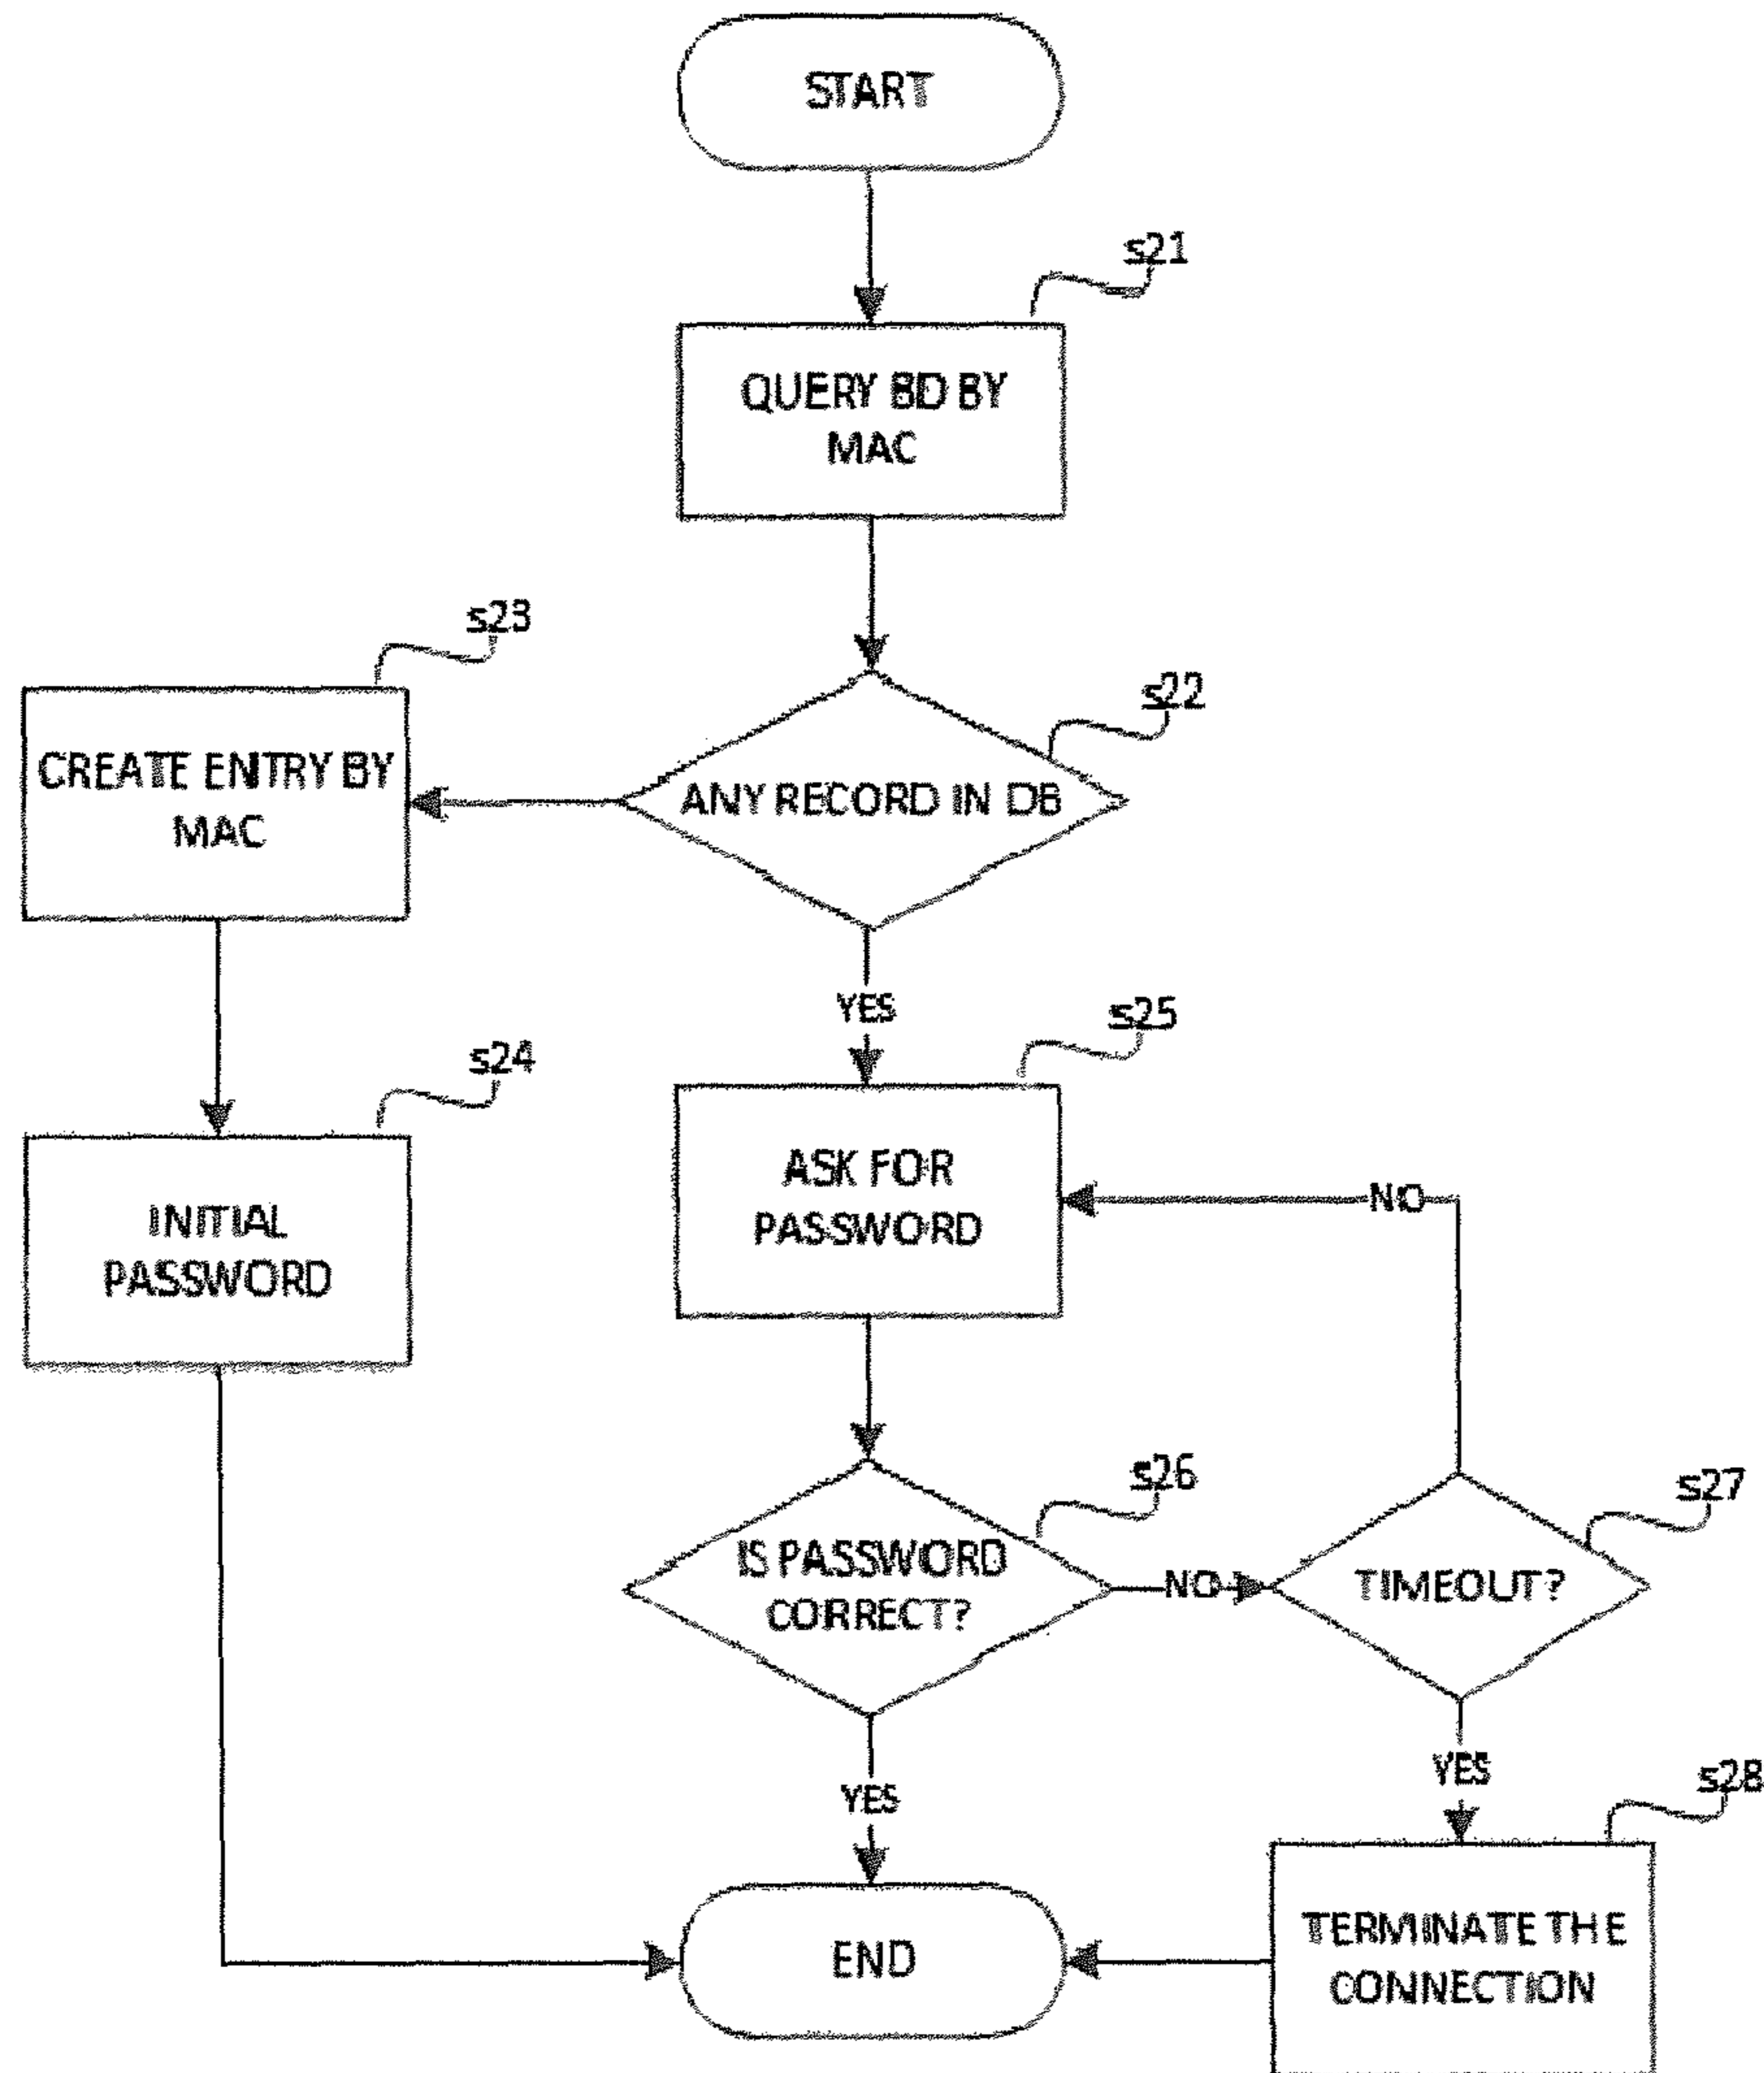 START
s21
QUERY BD BY
MAC
s23
s22
CREATE ENTRY BY
MAC
ANY RECORD IN DB
YES
s25
s24
ASK FOR
PASSWORD
NO
INITIAL
PASSWORD
s26
s27
IS PASSWORD
CORRECT?
NO
TIMEOUT?
YES
YES
s28
END
TERMINATE THE
CONNECTION